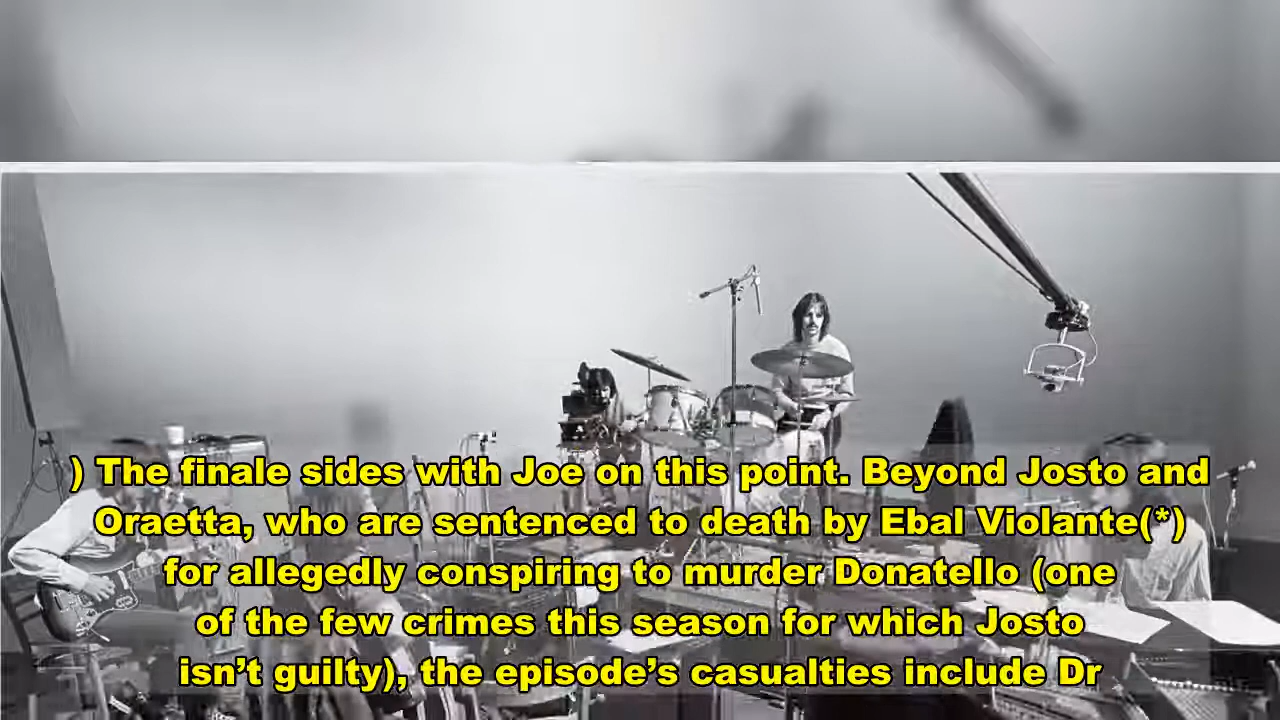 ) The finale sides with Joe on this point. Beyond Josto and
Oraetta, who are sentenced to death by Ebal Violante(*)
for allegedly conspiring to murder Donatello (one
of the few crimes this season for which Josto
isn’t guilty), the episode’s casualties include Dr